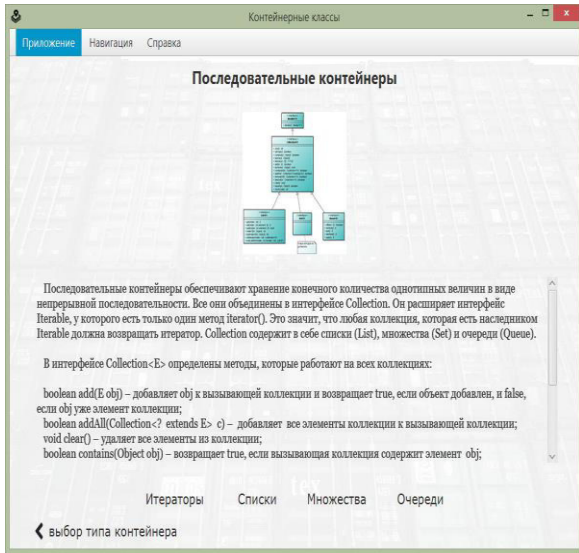 Контейнерные классы
Приложение Навигация Справка
Последовательные контейнеры
Последовательные контейнеры обеспечивают хранение конечного количества однотипных величин в виде
непрерывной последовательности. Все они объединены в интерфейсе Collection. Он расширяет интерфейс
Iterable, у которого есть только один метод iterator(). Это значит, что любая коллекция, которая есть наследником
Iterable должна возвращать итератор. Collection содержит в себе списки (List), множества (Set) и очереди (Queue).
В интерфейсе Collection<E> определены методы, которые работают на всех коллекциях:
boolean add(E obj) – добавляет obj к вызывающей коллекции и возвращает true, если объект добавлен, и false,
если obj уже элемент коллекции;
boolean addAll(Collection<? extends E> c) – добавляет все элементы коллекции к вызывающей коллекции;
void clear() – удаляет все элементы из коллекции;
boolean contains(Object obj) – возвращает true, если вызывающая коллекция содержит элемент obj;
Итераторы Списки Множества Очереди
выбор типа контейнера